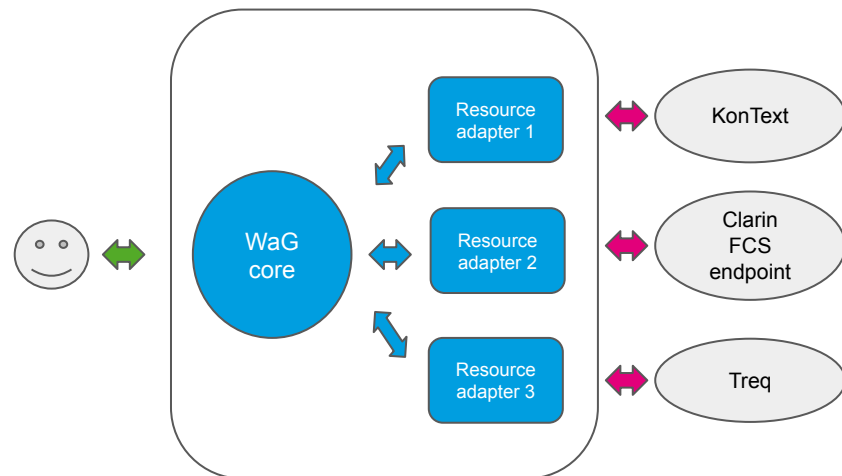 Resource
adapter 1
KonText
WaG
core
Resource
adapter 2
Clarin
FCS
endpoint
Resource
adapter 3
Treq